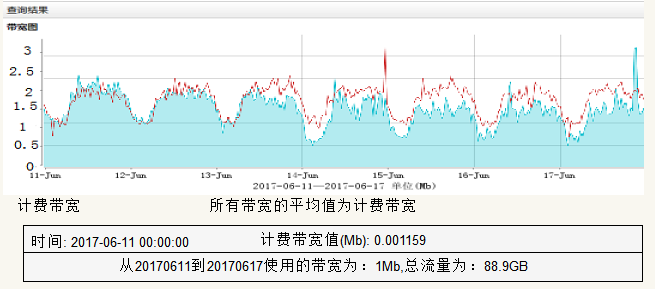 查询结果
带宽图
3
2.5
2
1.5
1
0.5
0
11-Jun 12-Jun 13-Jun 14-Jun 15-Jun 16-Jun 17-Jun
2017-06-11——2017-06-17 单位(Mb)
计费带宽 所有带宽的平均值为计费带宽
时间: 2017-06-11 00:00:00 计费带宽值(Mb): 0.001159
从20170611到20170617使用的带宽为：1Mb,总流量为：88.9GB